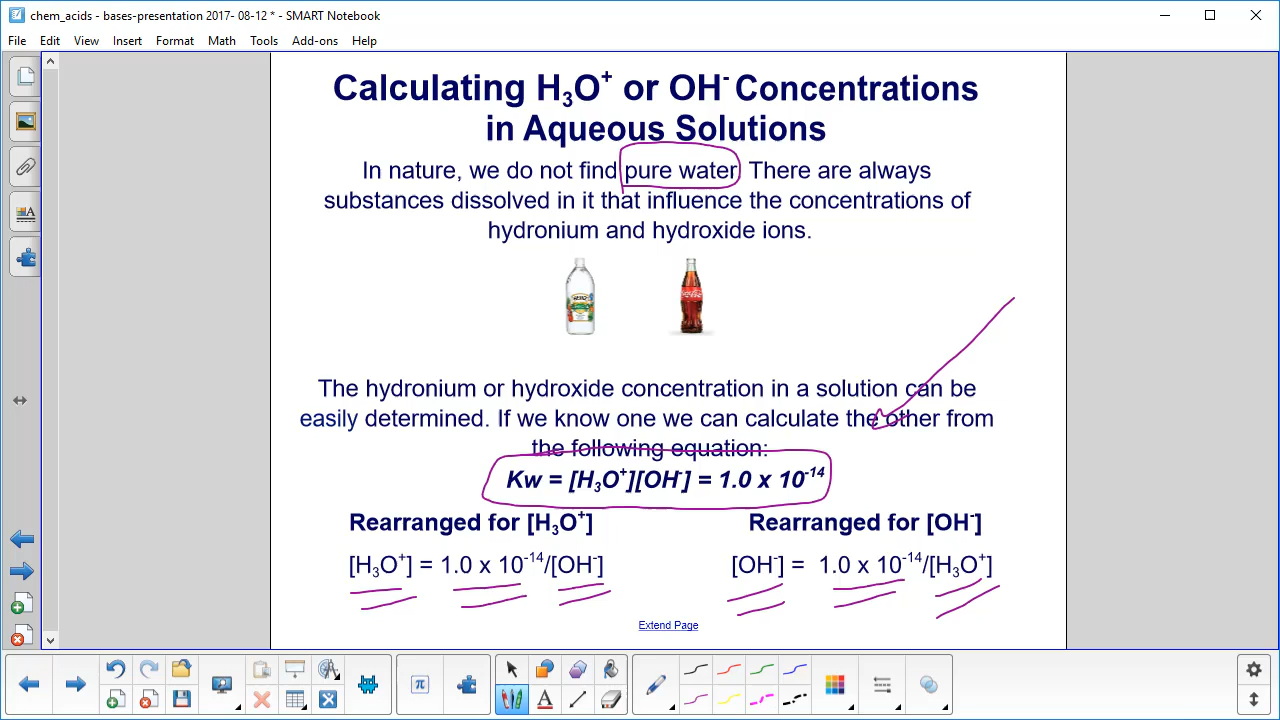 chem_acids - bases-presentation 2017- 08-12 * - SMART Notebook
File Edit View Insert Format Math Tools Add-ons Help
Calculating H₃O⁺ or OH⁻ Concentrations
in Aqueous Solutions
In nature, we do not find pure water There are always
substances dissolved in it that influence the concentrations of
hydronium and hydroxide ions.
HEINZ
Coca-Cola
The hydronium or hydroxide concentration in a solution can be
easily determined. If we know one we can calculate the other from
the following equation:
Kw = [H₃O⁺][OH⁻] = 1.0 x 10⁻¹⁴
Rearranged for [H₃O⁺] Rearranged for [OH⁻]
[H₃O⁺] = 1.0 x 10⁻¹⁴/[OH⁻] [OH⁻] = 1.0 x 10⁻¹⁴/[H₃O⁺]
Extend Page